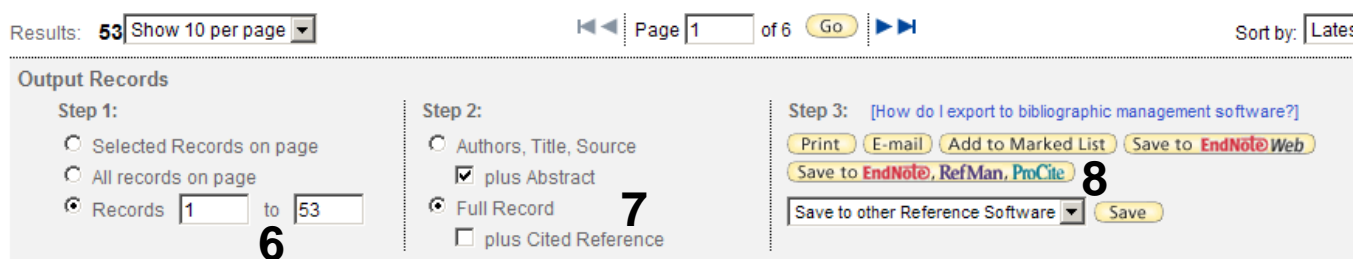 Results: 53 Show 10 per page Page 1 of 6 Go Sort by: Lates
Output Records
Step 1: Step 2: Step 3: [How do I export to bibliographic management software?]
Selected Records on page Authors, Title, Source Print E-mail Add to Marked List Save to EndNote Web
All records on page plus Abstract Save to EndNote, RefMan, ProCite 8
Records 1 to 53 Full Record 7 Save to other Reference Software Save
6 plus Cited Reference